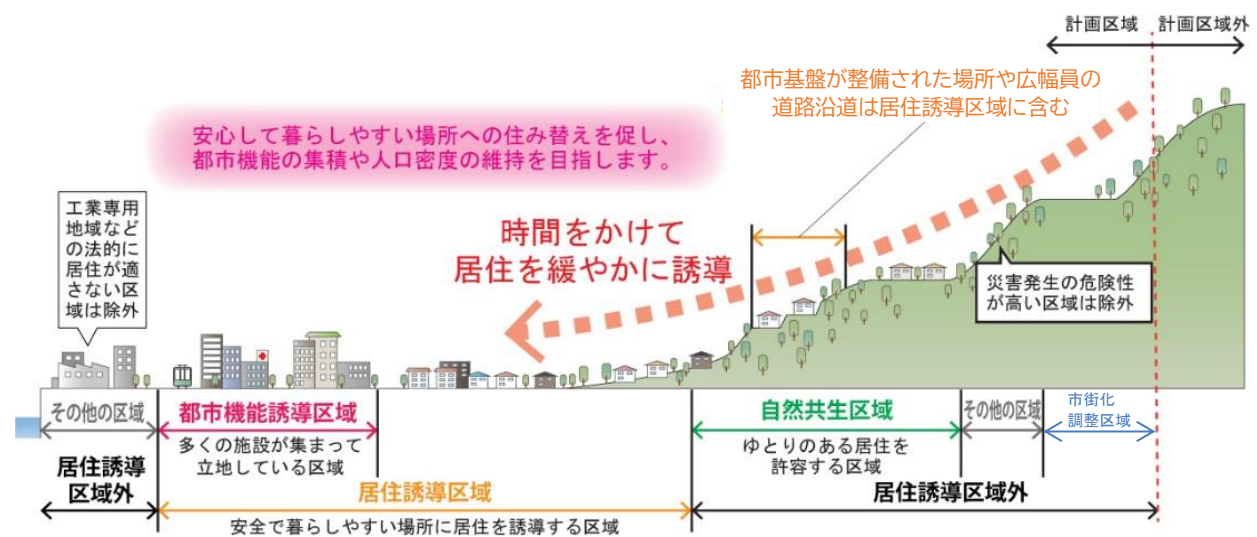 計画区域
計画区域外
都市基盤が整備された場所や広幅員の
道路沿道は居住誘導区域に含む
安心して暮らしやすい場所への住み替えを促し、
都市機能の集積や人口密度の維持を目指します。
工業専用
地域など
の法的に
居住が適
さない区
域は除外
時間をかけて
居住を緩やかに誘導
災害発生の危険性
が高い区域は除外
その他の区域
都市機能誘導区域
多くの施設が集まって
立地している区域
自然共生区域
ゆとりのある居住を
許容する区域
その他の区域
市街化
調整区域
居住誘導
区域外
居住誘導区域
安全で暮らしやすい場所に居住を誘導する区域
居住誘導区域外